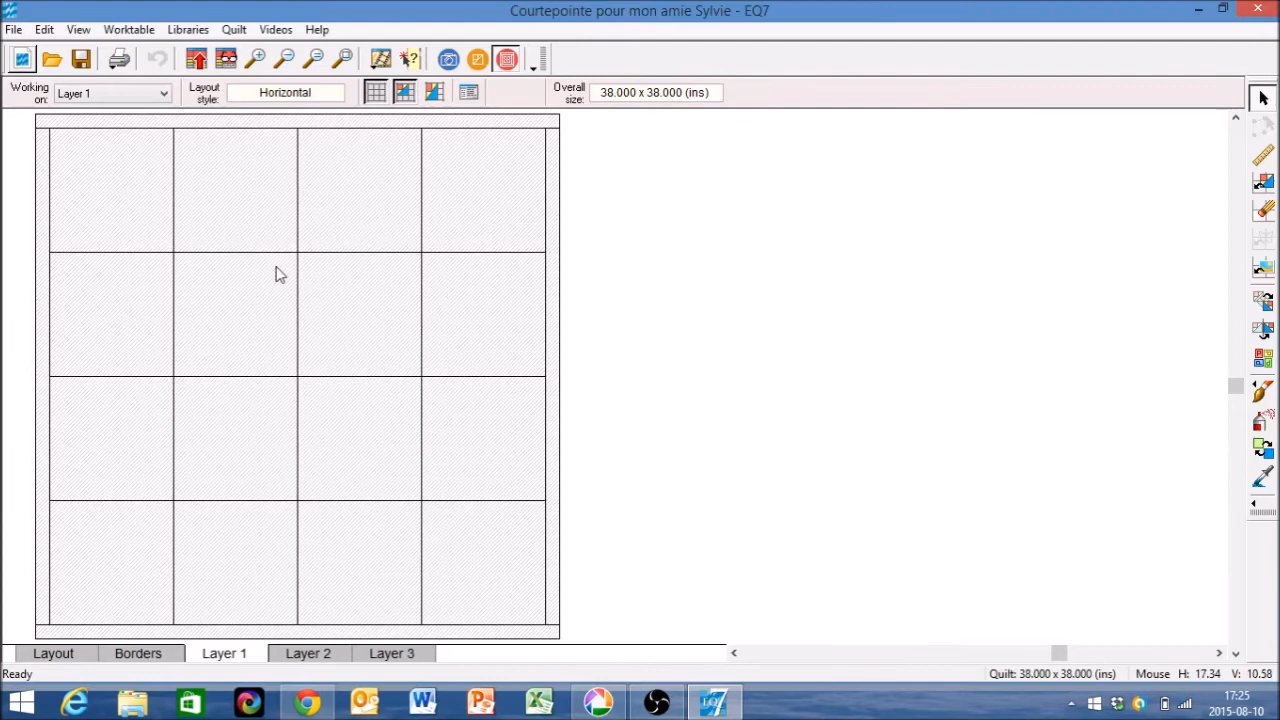 Courtepointe pour mon amie Sylvie - EQ7
File Edit View Worktable Libraries Quilt Videos Help
Working on: Layer 1 Layout style: Horizontal Overall size: 38.000 x 38.000 (ins)
Layout Borders Layer 1 Layer 2 Layer 3
Ready Quilt: 38.000 x 38.000 (ins) Mouse H: 17.34 V: 10.58
17:25
2015-08-10